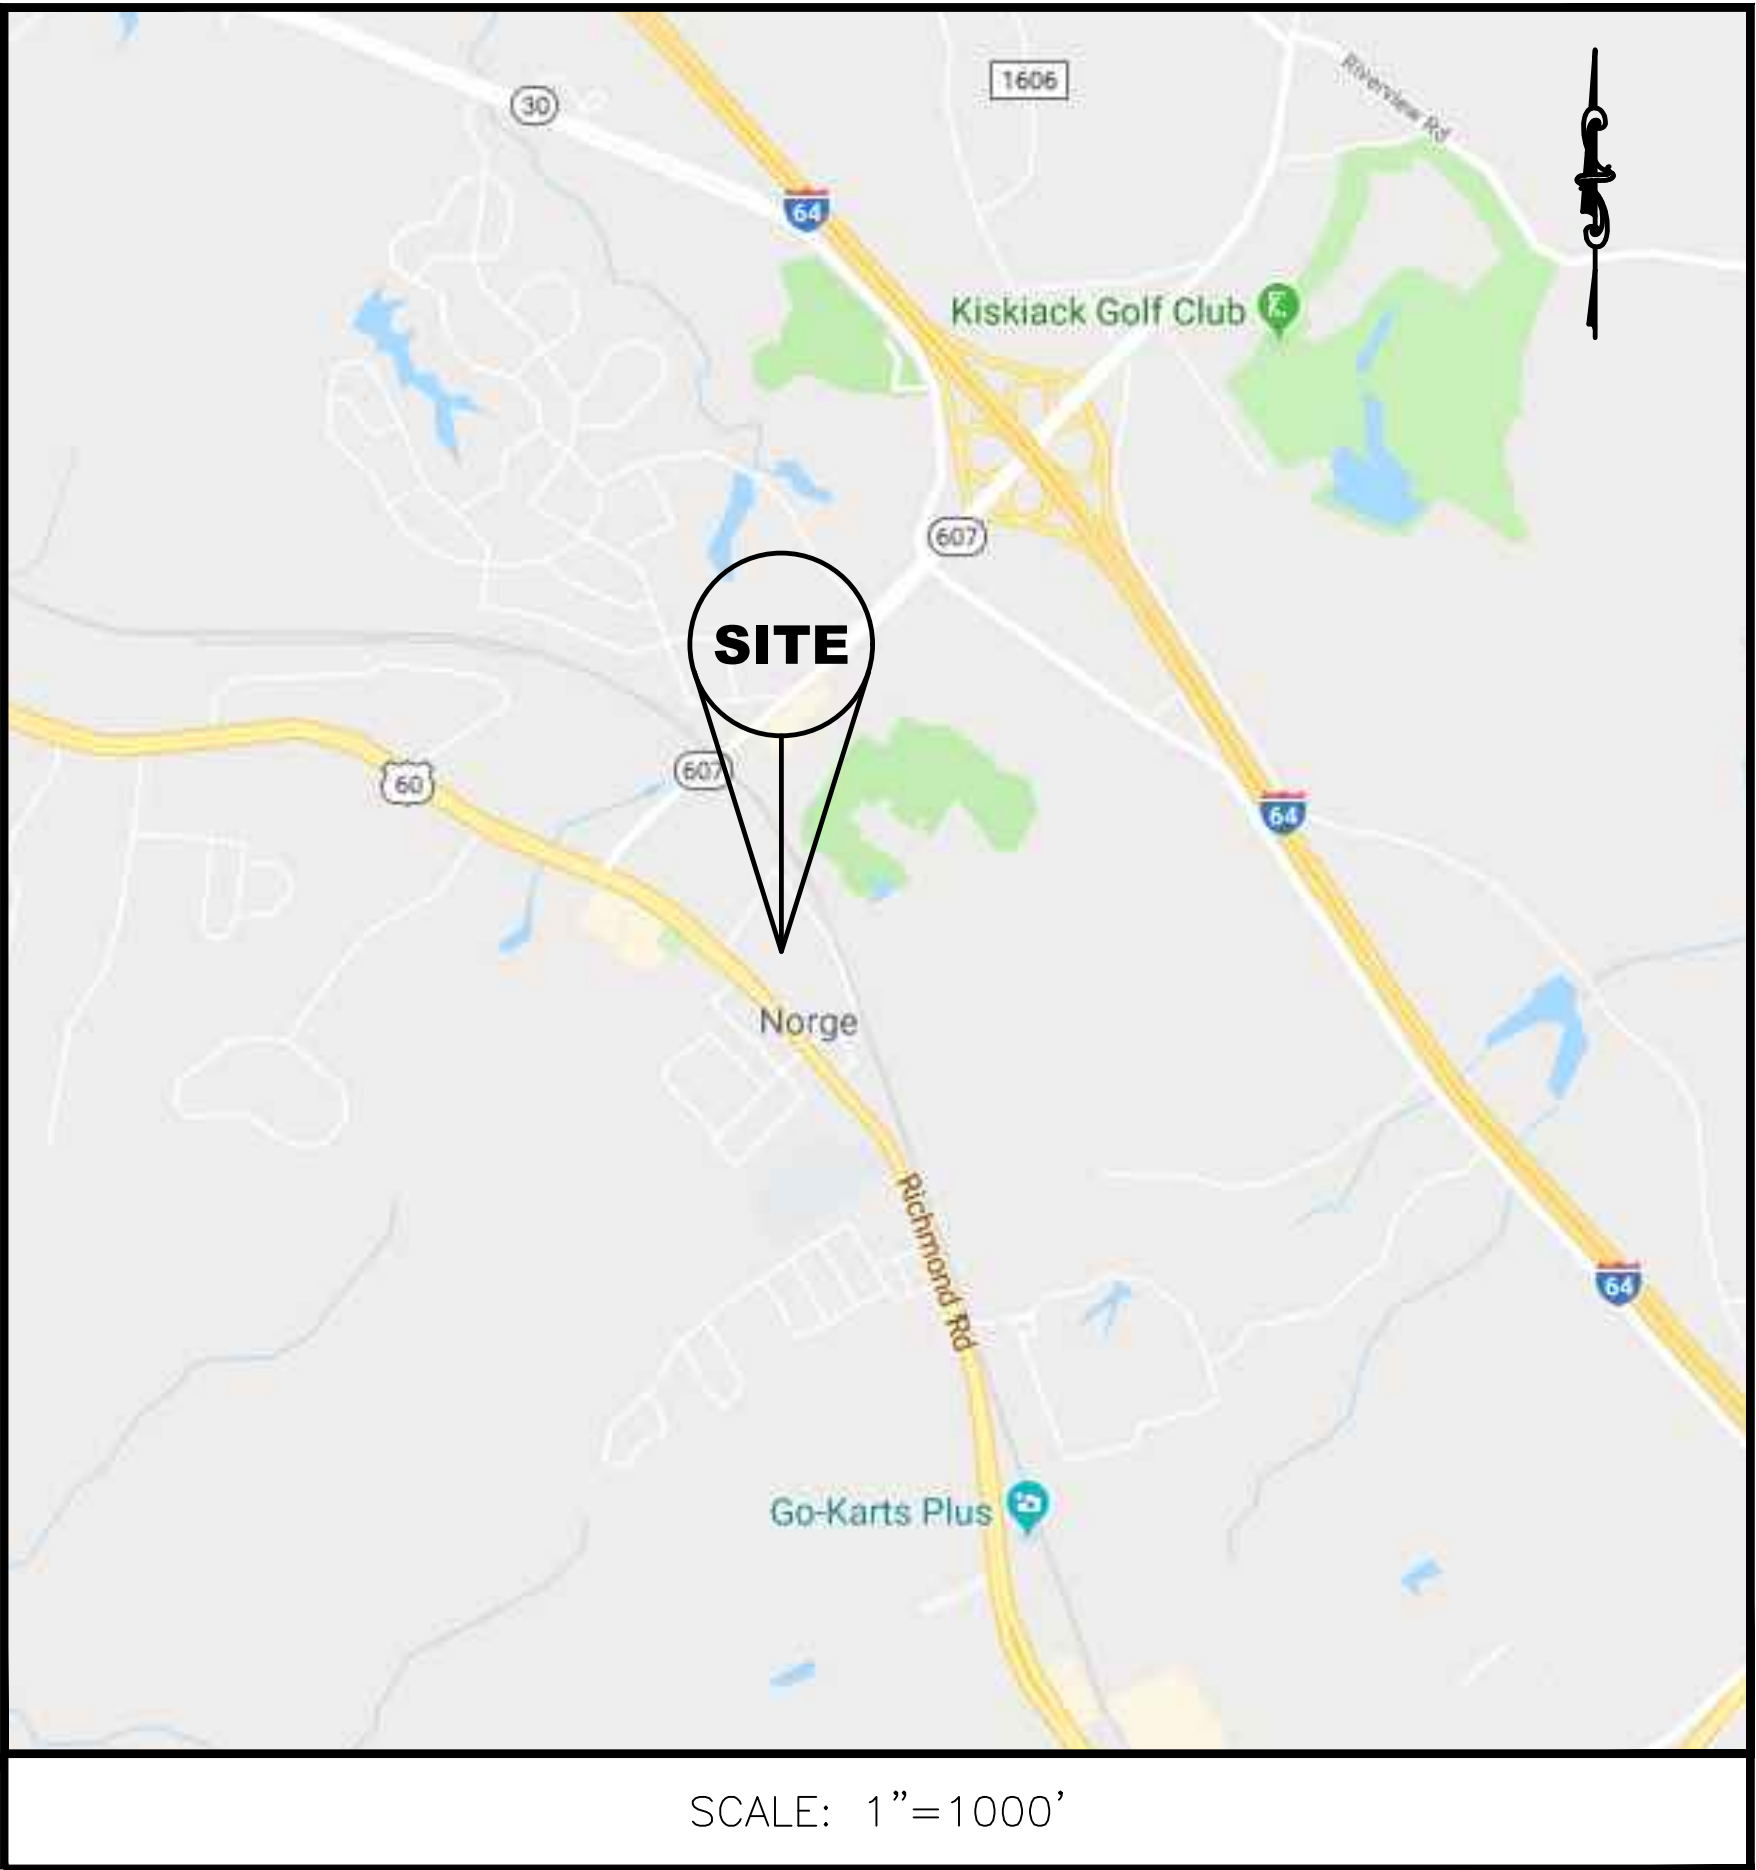 1606
Riverview Rd
30
64
Kiskiack Golf Club
607
SITE
607
60
64
Norge
Richmond Rd
64
Go-Karts Plus
SCALE: 1"=1000'